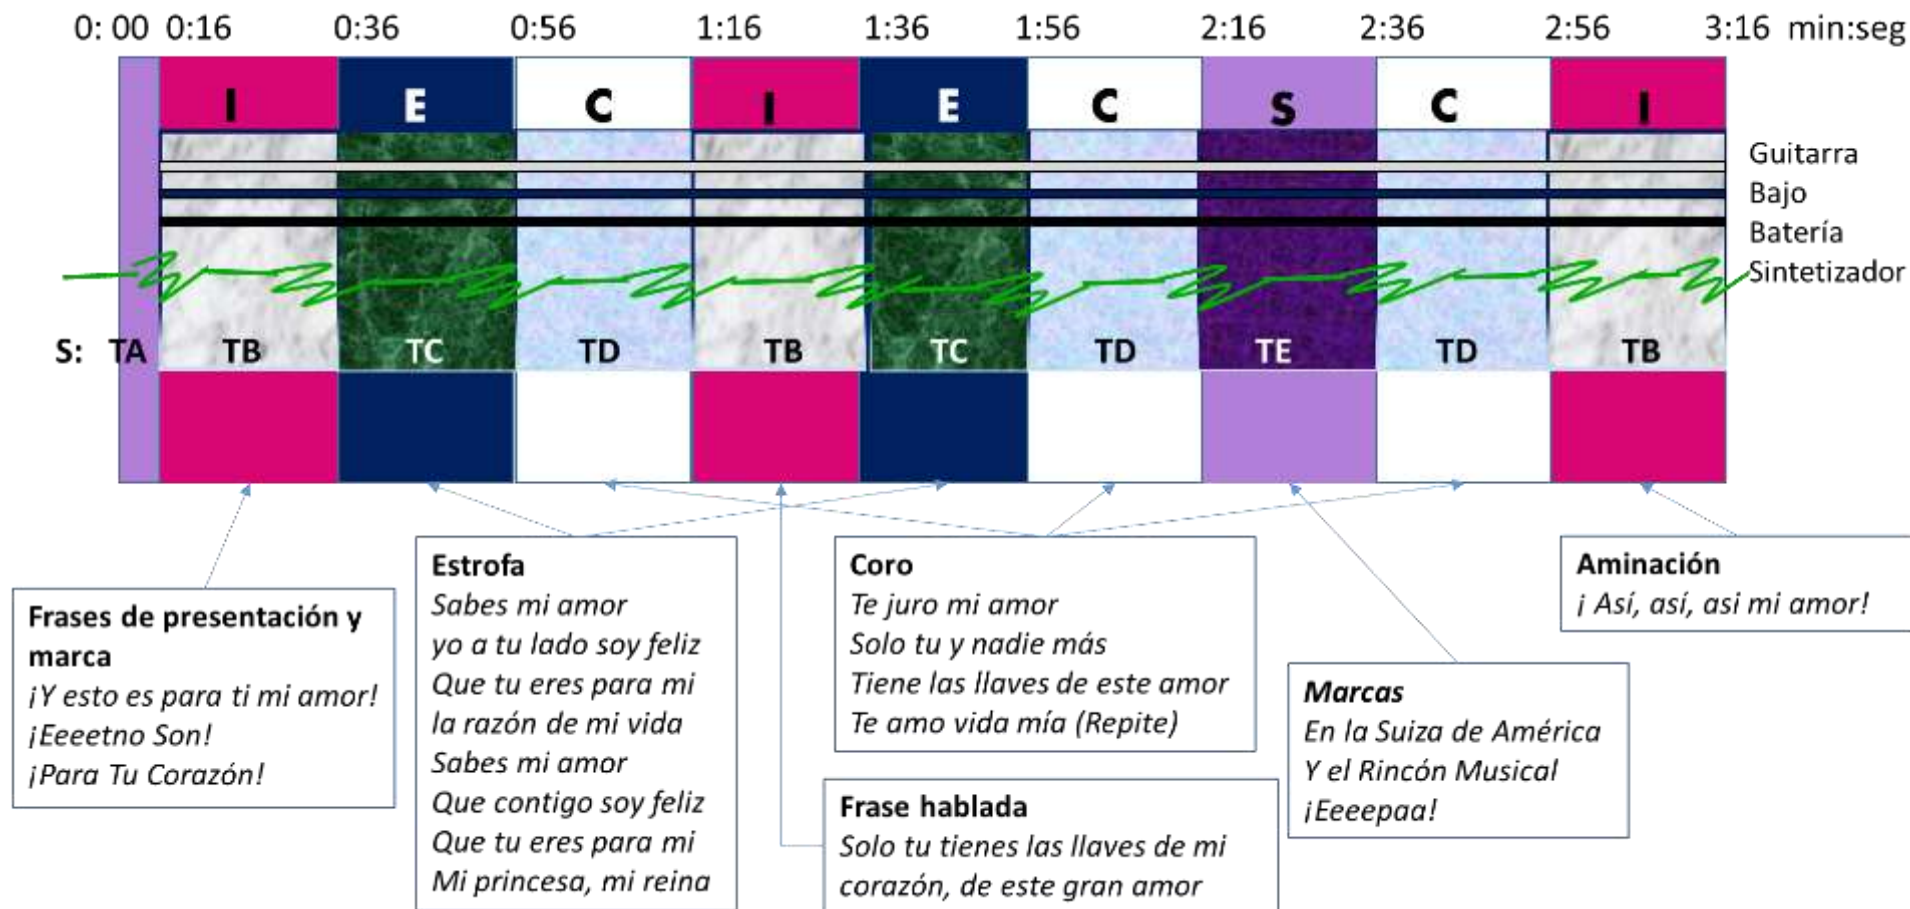 0: 00 0:16 0:36 0:56 1:16 1:36 1:56 2:16 2:36 2:56 3:16 min:seg
I E C I E C S C I
Guitarra
Bajo
Batería
Sintetizador
S: TA TB TC TD TB TC TD TE TD TB
Frases de presentación y
marca
¡Y esto es para ti mi amor!
¡Eeeetno Son!
¡Para Tu Corazón!
Estrofa
Sabes mi amor
yo a tu lado soy feliz
Que tu eres para mi
la razón de mi vida
Sabes mi amor
Que contigo soy feliz
Que tu eres para mi
Mi princesa, mi reina
Coro
Te juro mi amor
Solo tu y nadie más
Tiene las llaves de este amor
Te amo vida mía (Repite)
Frase hablada
Solo tu tienes las llaves de mi
corazón, de este gran amor
Marcas
En la Suiza de América
Y el Rincón Musical
¡Eeeepaa!
Aminación
¡ Así, así, asi mi amor!